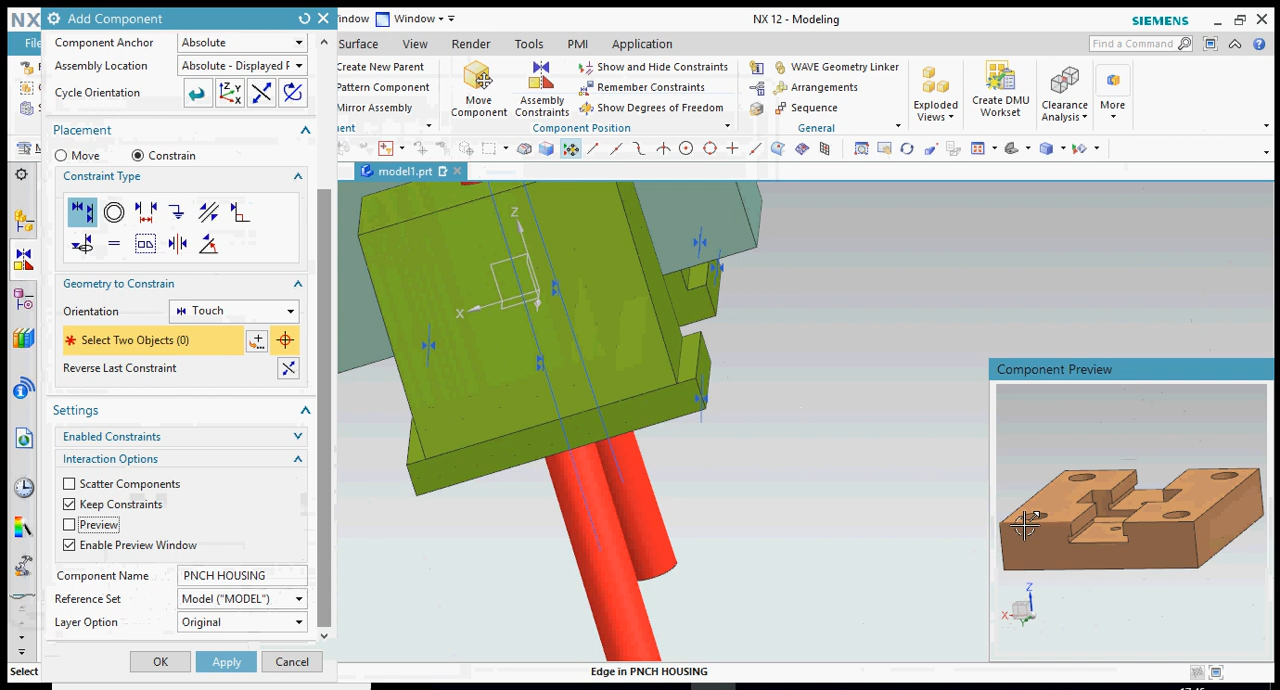 NX
Add Component
Window
Window
NX 12 - Modeling
SIEMENS
File
Surface
View
Render
Tools
PMI
Application
Find a Command
Component Anchor
Absolute
Assembly Location
Absolute - Displayed P
Cycle Orientation
Create New Parent
Pattern Component
Mirror Assembly
Move Component
Assembly Constraints
Show and Hide Constraints
Remember Constraints
Show Degrees of Freedom
Component Position
WAVE Geometry Linker
Arrangements
Sequence
General
Exploded Views
Create DMU Workset
Clearance Analysis
More
Placement
Move
Constrain
model1.prt
Constraint Type
Geometry to Constrain
Orientation
Touch
* Select Two Objects (0)
Reverse Last Constraint
Settings
Enabled Constraints
Interaction Options
Scatter Components
Keep Constraints
Preview
Enable Preview Window
Component Name
PNCH HOUSING
Reference Set
Model ("MODEL")
Layer Option
Original
OK
Apply
Cancel
Z
X
Component Preview
Z
X
Select
Edge in PNCH HOUSING